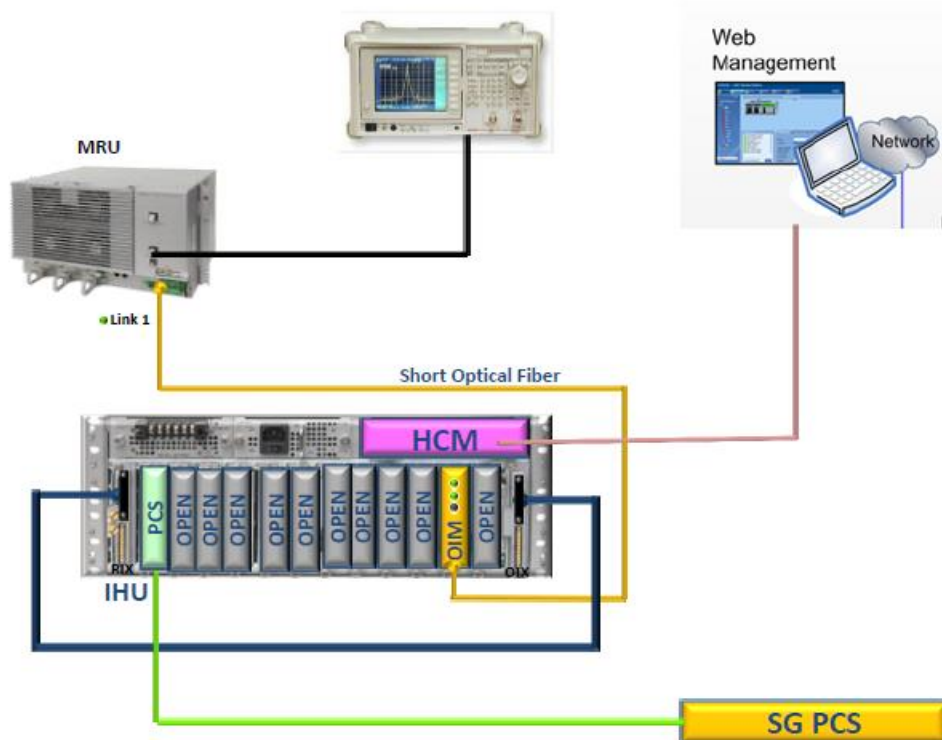 Web
Management
Network
MRU
Link 1
Short Optical Fiber
HCM
PCS
OPEN
OPEN
OPEN
OPEN
OPEN
OPEN
OPEN
OPEN
OPEN
OIM
OPEN
RIX
OIX
IHU
SG PCS